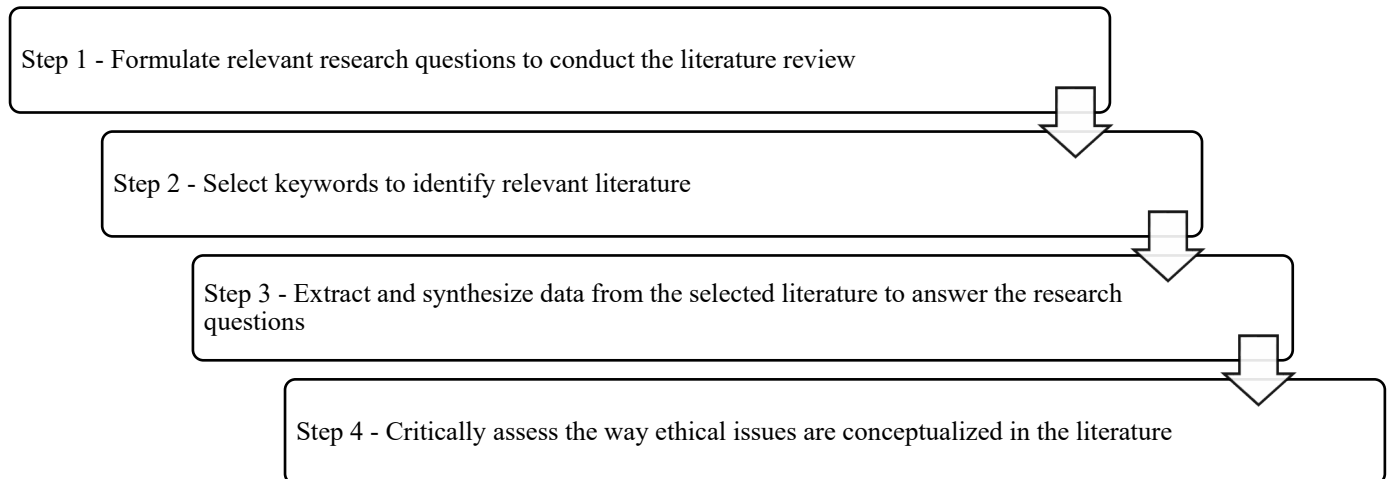 Step 1 - Formulate relevant research questions to conduct the literature review
Step 2 - Select keywords to identify relevant literature
Step 3 - Extract and synthesize data from the selected literature to answer the research
questions
Step 4 - Critically assess the way ethical issues are conceptualized in the literature